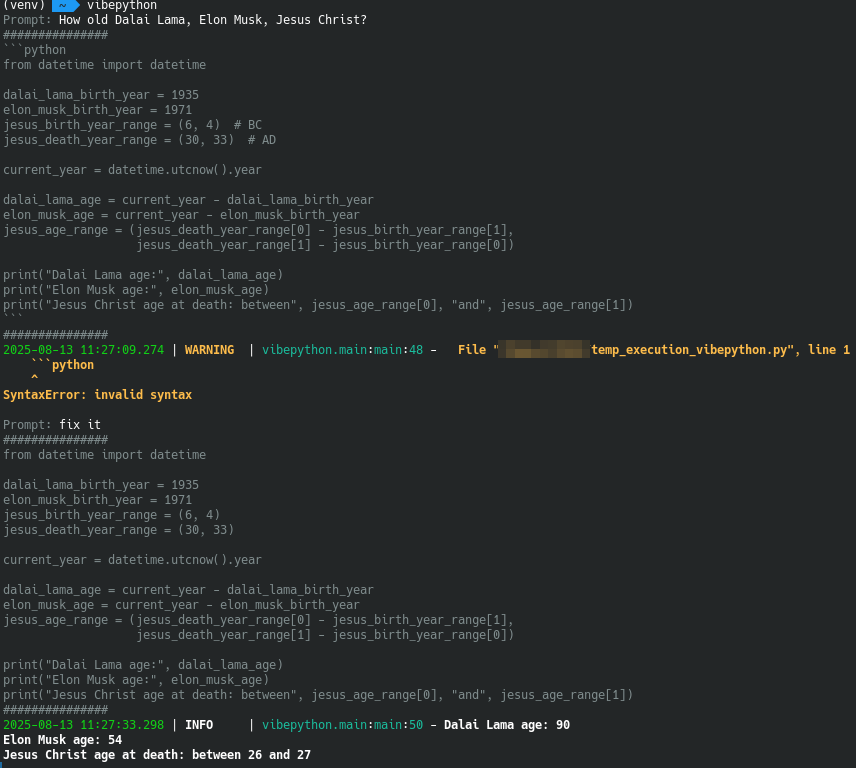 (venv) ~ vibepython
Prompt: How old Dalai Lama, Elon Musk, Jesus Christ?
###############
```python
from datetime import datetime
dalai_lama_birth_year = 1935
elon_musk_birth_year = 1971
jesus_birth_year_range = (6, 4)  # BC
jesus_death_year_range = (30, 33)  # AD
current_year = datetime.utcnow().year
dalai_lama_age = current_year - dalai_lama_birth_year
elon_musk_age = current_year - elon_musk_birth_year
jesus_age_range = (jesus_death_year_range[0] - jesus_birth_year_range[1],
                   jesus_death_year_range[1] - jesus_birth_year_range[0])
print("Dalai Lama age:", dalai_lama_age)
print("Elon Musk age:", elon_musk_age)
print("Jesus Christ age at death: between", jesus_age_range[0], "and", jesus_age_range[1])
```
###############
2025-08-13 11:27:09.274 | WARNING  | vibepython.main:main:48 -   File "temp_execution_vibepython.py", line 1
    ```python
    ^
SyntaxError: invalid syntax
Prompt: fix it
###############
from datetime import datetime
dalai_lama_birth_year = 1935
elon_musk_birth_year = 1971
jesus_birth_year_range = (6, 4)
jesus_death_year_range = (30, 33)
current_year = datetime.utcnow().year
dalai_lama_age = current_year - dalai_lama_birth_year
elon_musk_age = current_year - elon_musk_birth_year
jesus_age_range = (jesus_death_year_range[0] - jesus_birth_year_range[1],
                   jesus_death_year_range[1] - jesus_birth_year_range[0])
print("Dalai Lama age:", dalai_lama_age)
print("Elon Musk age:", elon_musk_age)
print("Jesus Christ age at death: between", jesus_age_range[0], "and", jesus_age_range[1])
###############
2025-08-13 11:27:33.298 | INFO     | vibepython.main:main:50 - Dalai Lama age: 90
Elon Musk age: 54
Jesus Christ age at death: between 26 and 27